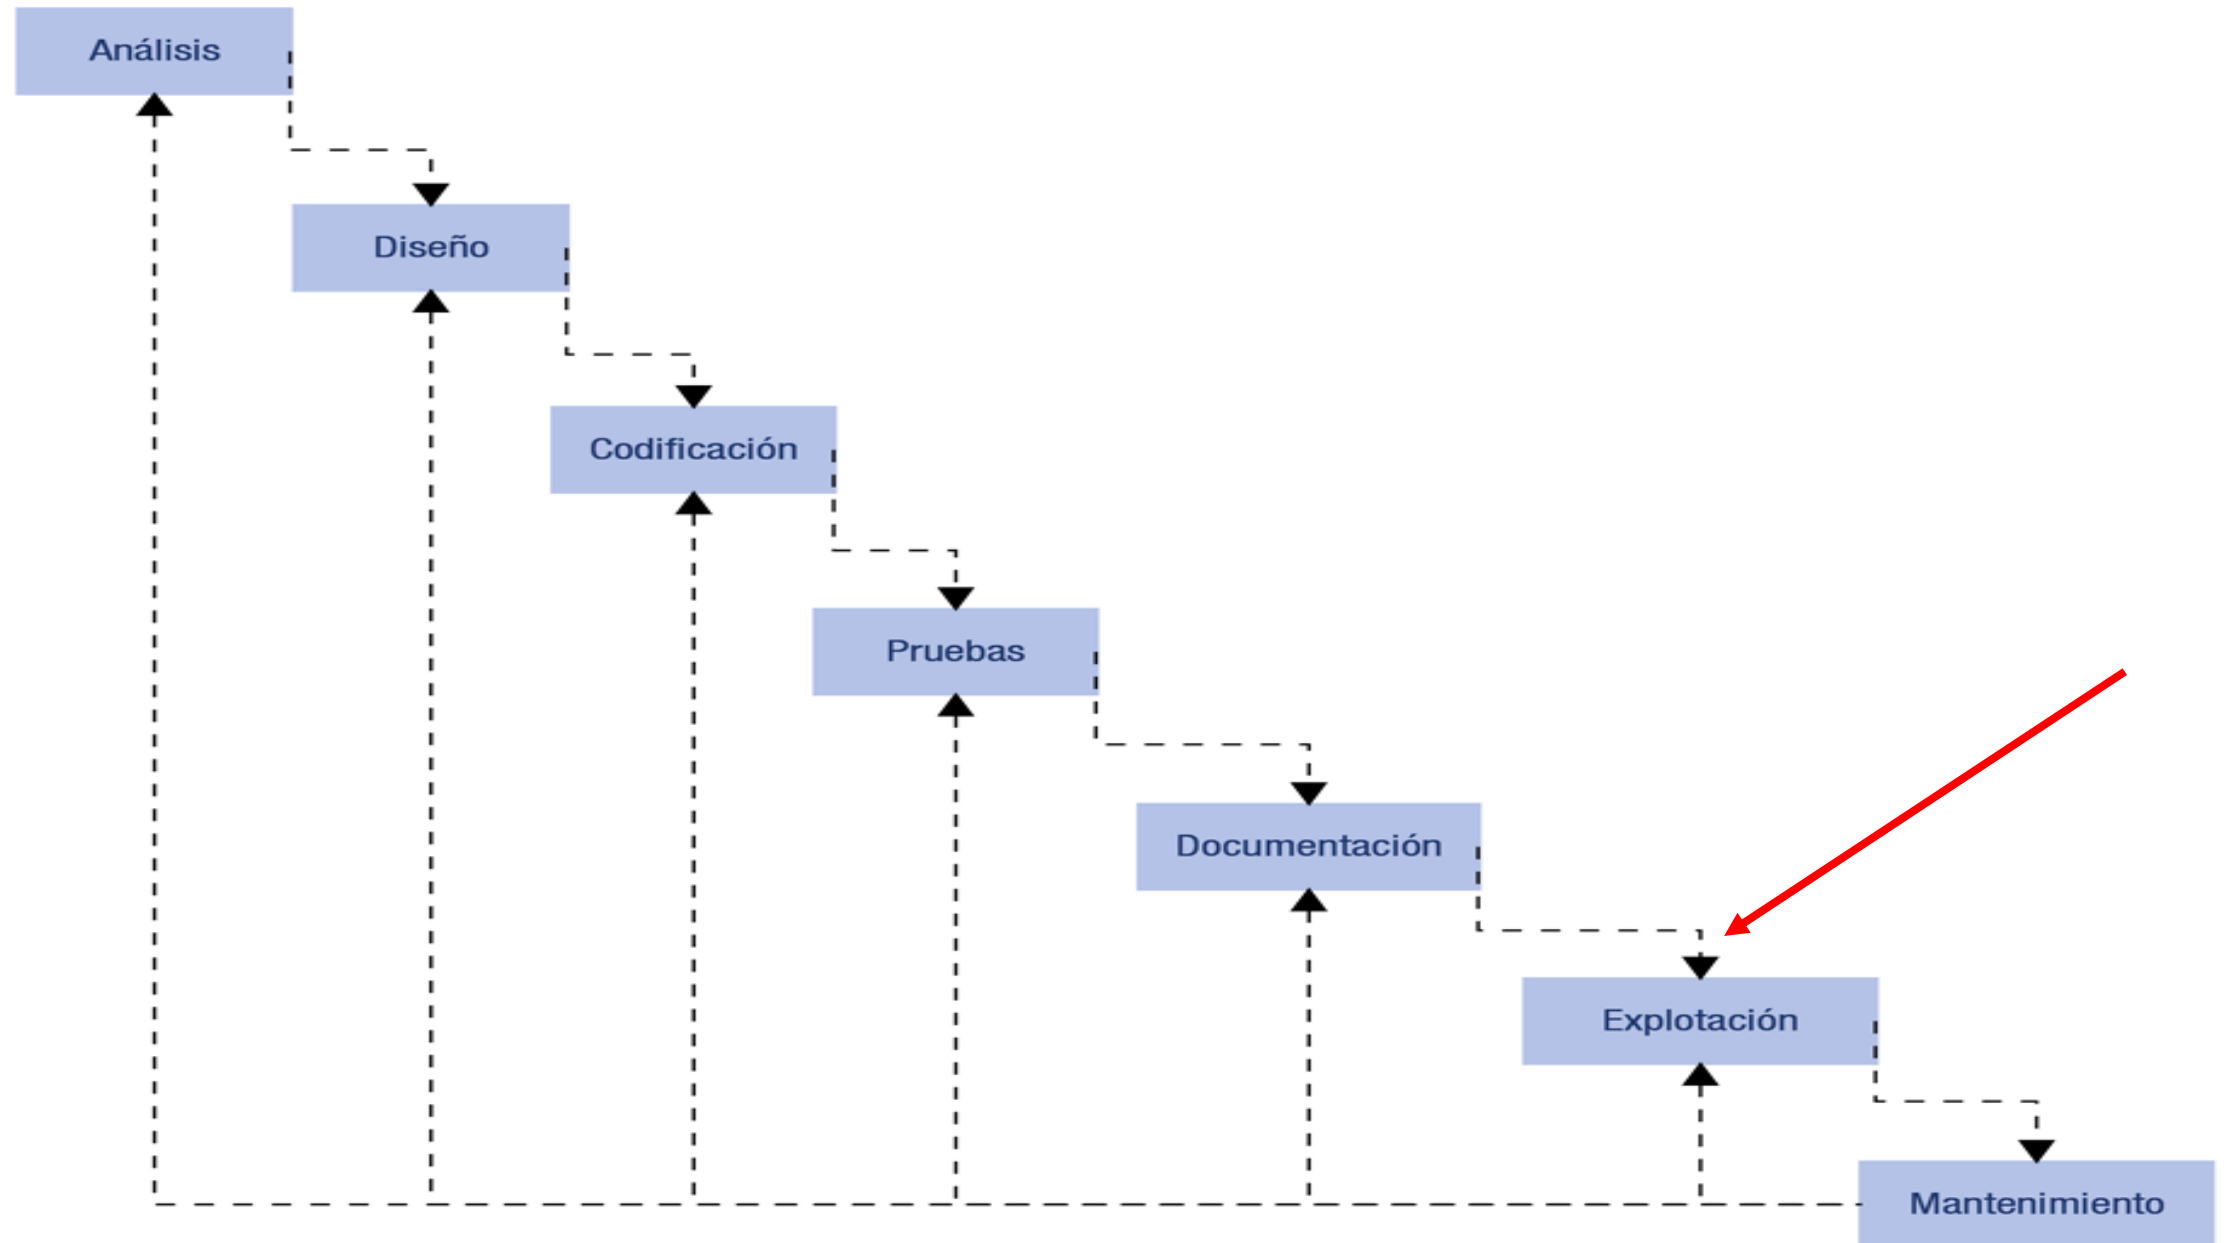 Análisis
Diseño
Codificación
Pruebas
Documentación
Explotación
Mantenimiento